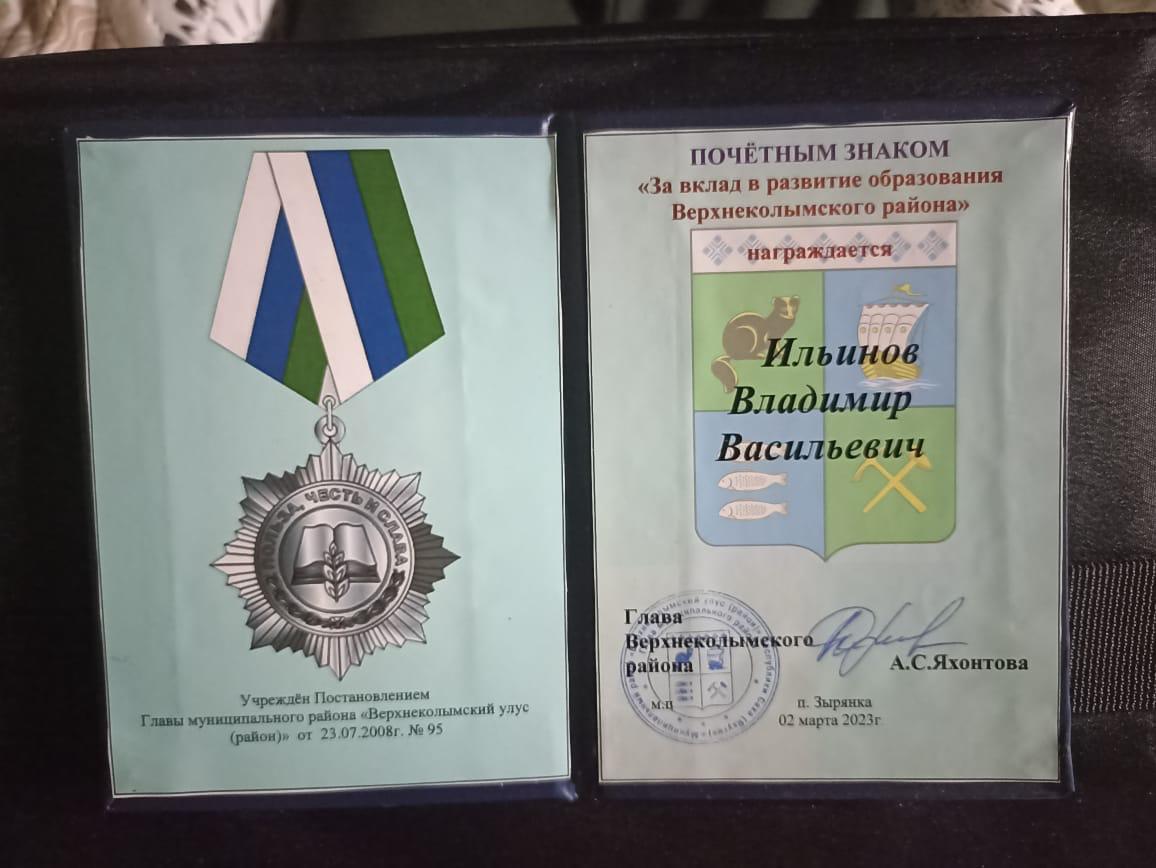 ПОЛЬЗА, ЧЕСТЬ И СЛАВА
Учреждён Постановлением
Главы муниципального района «Верхнеколымский улус
(район)» от 23.07.2008г. № 95
ПОЧЁТНЫМ ЗНАКОМ
«За вклад в развитие образования
Верхнеколымского района»
награждается
Ильинов
Владимир
Васильевич
Глава
Верхнеколымского
района
А.С.Яхонтова
м.п
п. Зырянка
02 марта 2023г